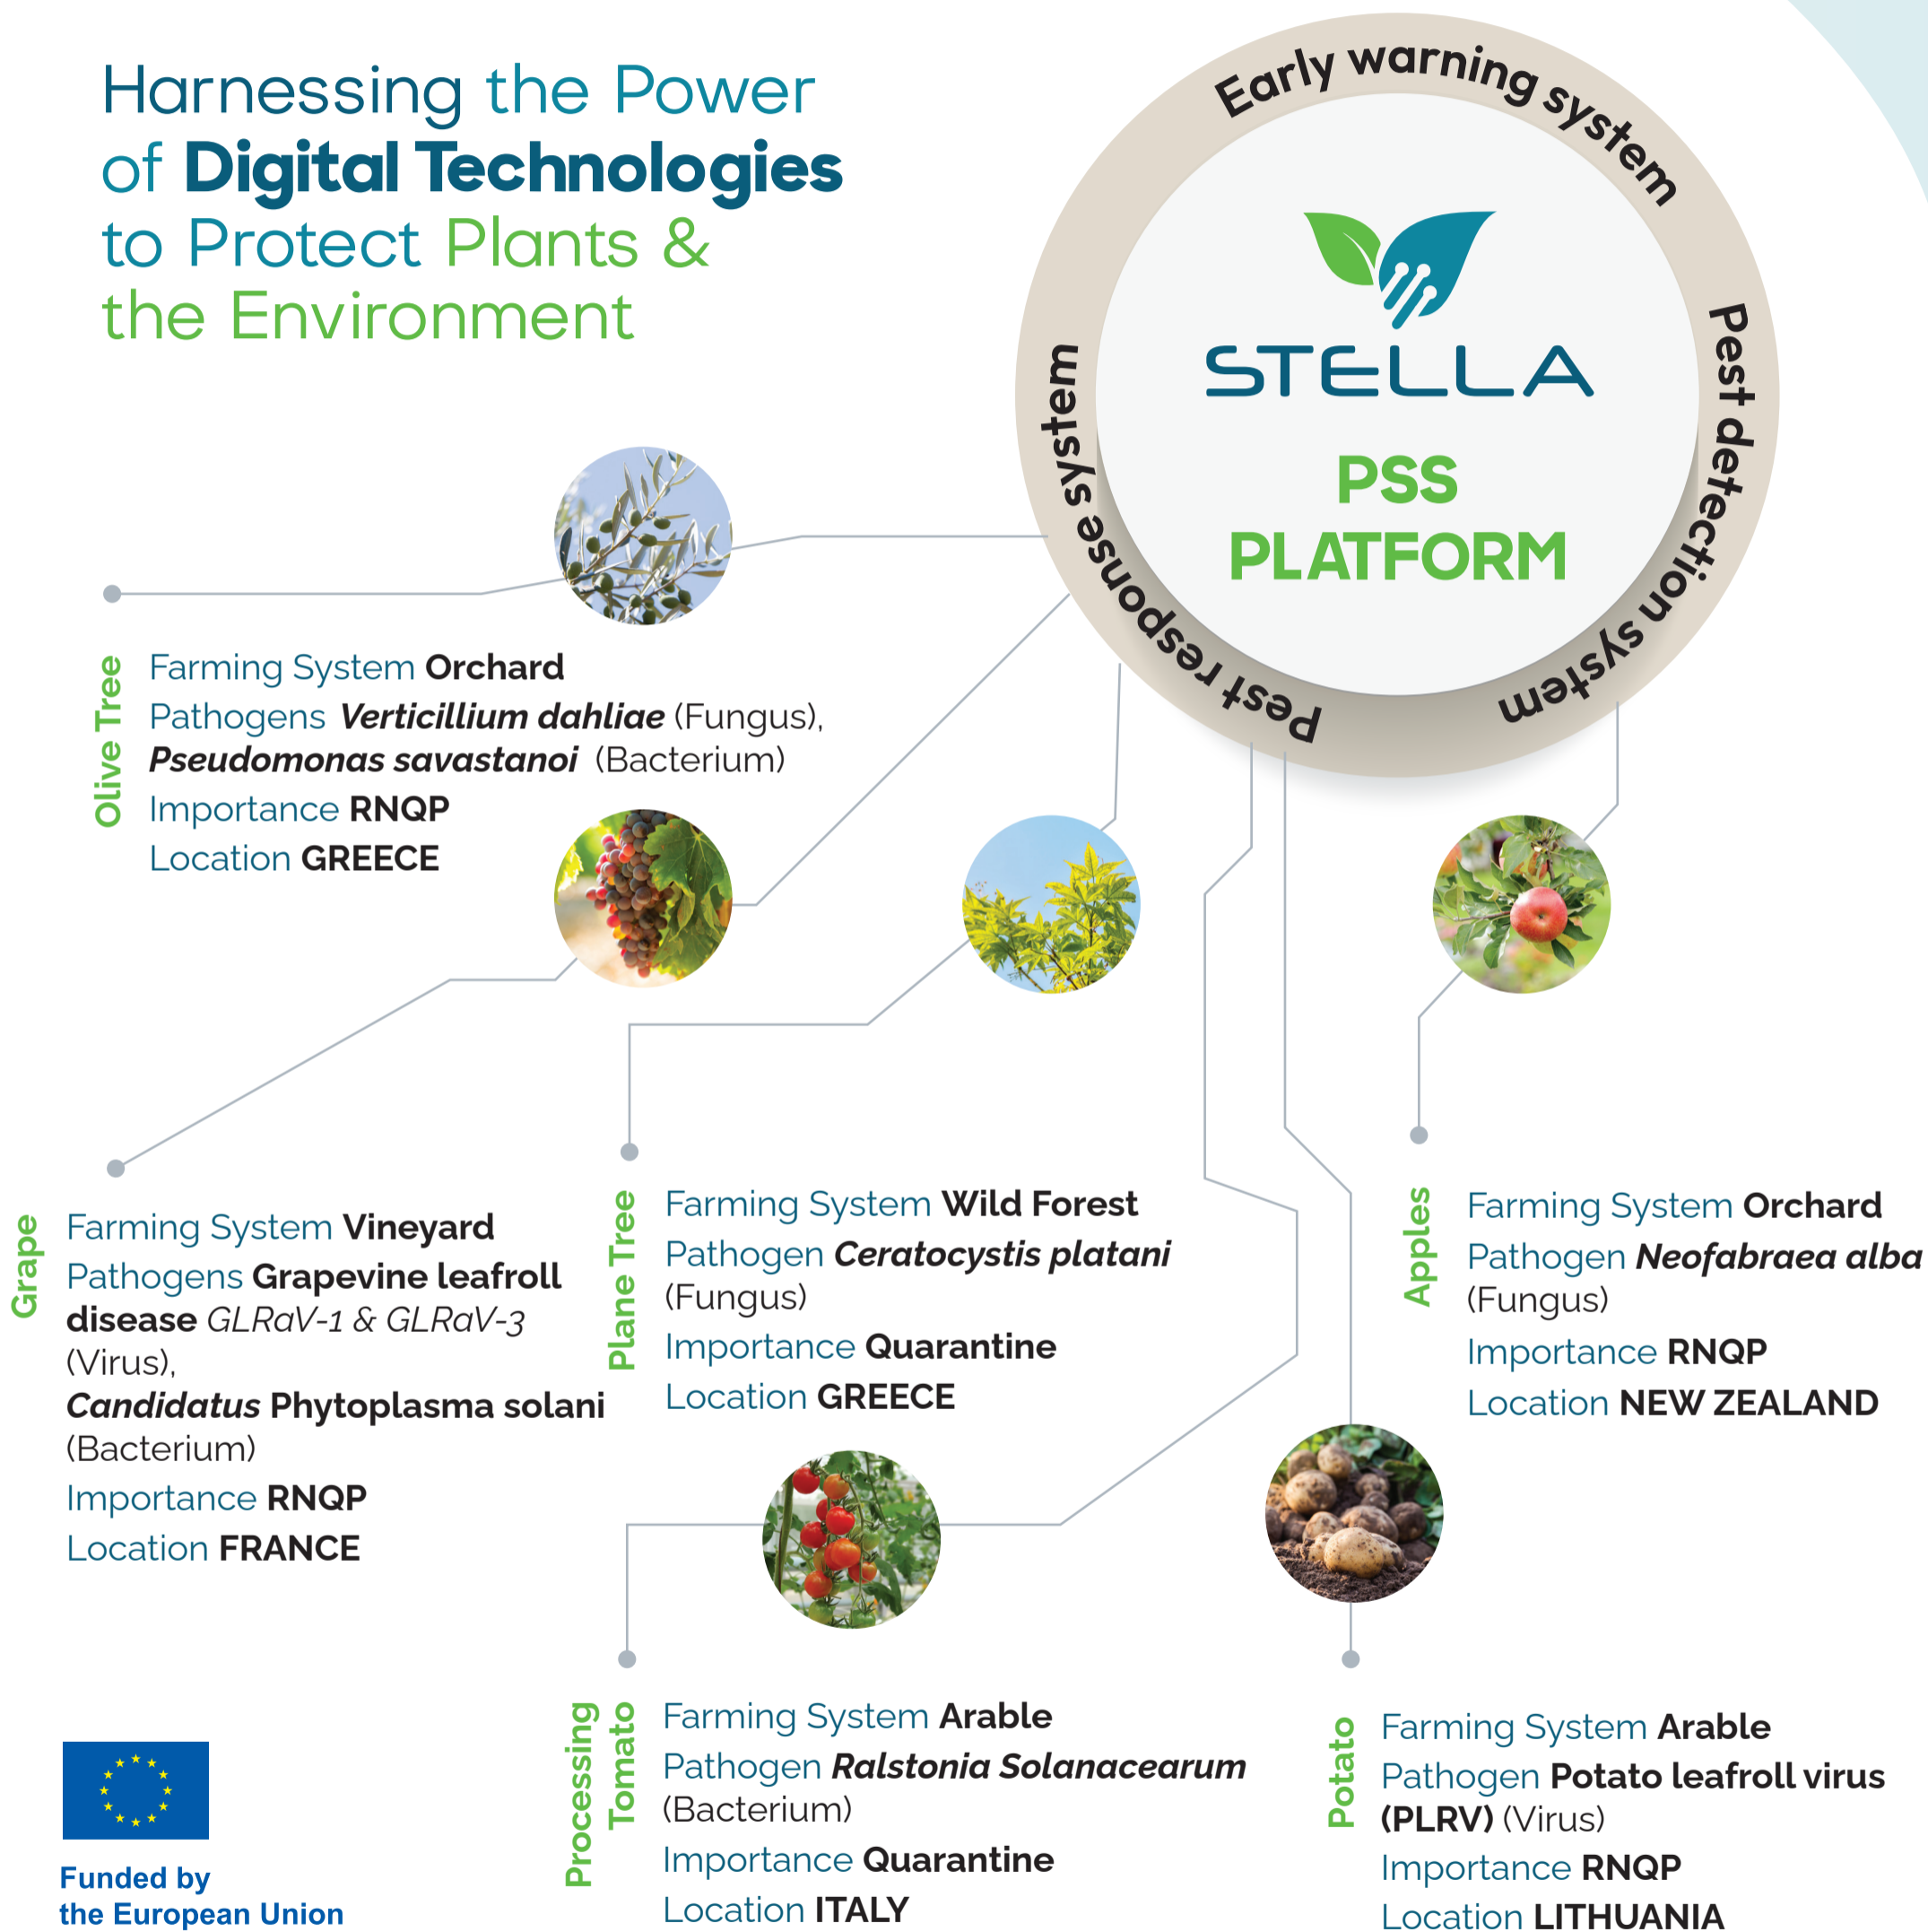 Harnessing the Power
of Digital Technologies
to Protect Plants &
the Environment
Early warning system
Pest detection system
Pest response system
STELLA
PSS
PLATFORM
Olive Tree
Farming System Orchard
Pathogens Verticillium dahliae (Fungus),
Pseudomonas savastanoi (Bacterium)
Importance RNQP
Location GREECE
Grape
Farming System Vineyard
Pathogens Grapevine leafroll
disease GLRaV-1 & GLRaV-3
(Virus),
Candidatus Phytoplasma solani
(Bacterium)
Importance RNQP
Location FRANCE
Plane Tree
Farming System Wild Forest
Pathogen Ceratocystis platani
(Fungus)
Importance Quarantine
Location GREECE
Apples
Farming System Orchard
Pathogen Neofabraea alba
(Fungus)
Importance RNQP
Location NEW ZEALAND
Processing
Tomato
Farming System Arable
Pathogen Ralstonia Solanacearum
(Bacterium)
Importance Quarantine
Location ITALY
Potato
Farming System Arable
Pathogen Potato leafroll virus
(PLRV) (Virus)
Importance RNQP
Location LITHUANIA
Funded by
the European Union